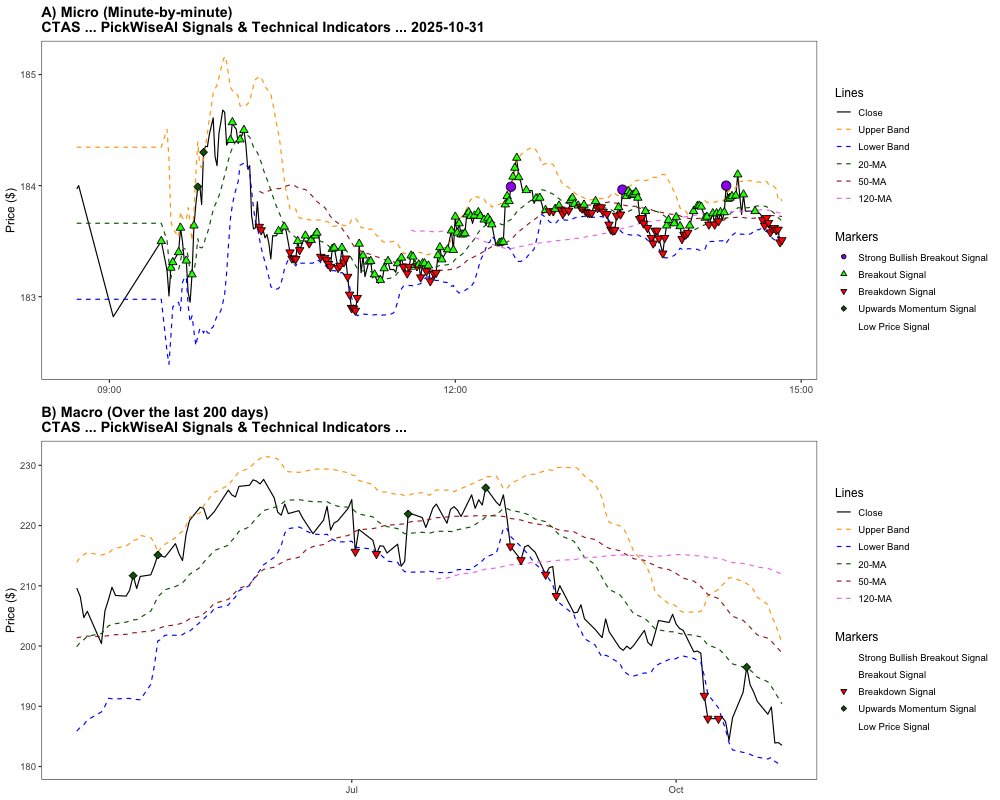 A) Micro (Minute-by-minute)
CTAS ... PickWiseAI Signals & Technical Indicators ... 2025-10-31
Price ($)
185
184
183
09:00
12:00
15:00
Lines
Close
Upper Band
Lower Band
20-MA
50-MA
120-MA
Markers
Strong Bullish Breakout Signal
Breakout Signal
Breakdown Signal
Upwards Momentum Signal
Low Price Signal
B) Macro (Over the last 200 days)
CTAS ... PickWiseAI Signals & Technical Indicators ...
Price ($)
230
220
210
200
190
180
Jul
Oct
Lines
Close
Upper Band
Lower Band
20-MA
50-MA
120-MA
Markers
Strong Bullish Breakout Signal
Breakout Signal
Breakdown Signal
Upwards Momentum Signal
Low Price Signal